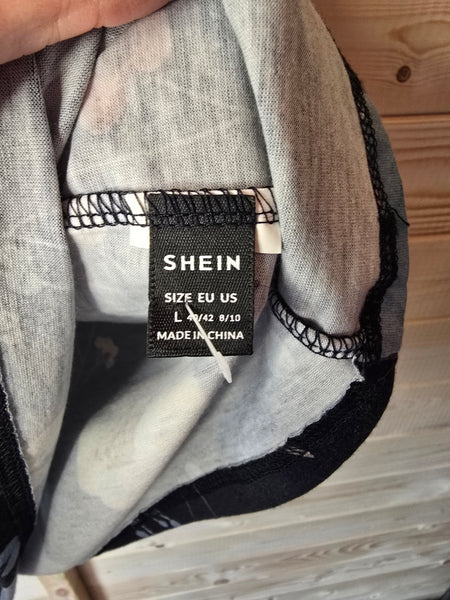 SHEIN
SIZE EU US
L 40/42 8/10
MADE IN CHINA